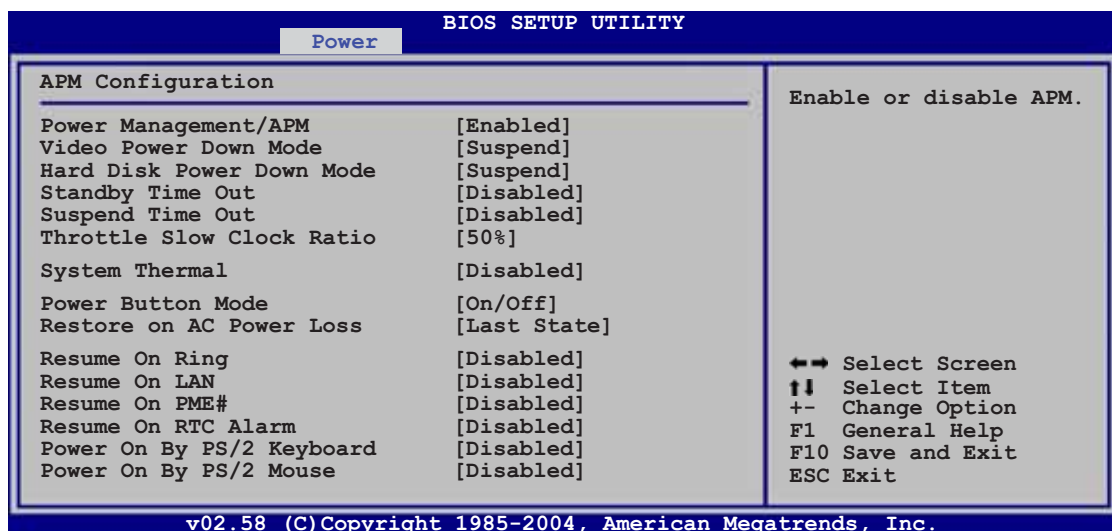 BIOS SETUP UTILITY
Power
APM Configuration
Power Management/APM [Enabled]
Video Power Down Mode [Suspend]
Hard Disk Power Down Mode [Suspend]
Standby Time Out [Disabled]
Suspend Time Out [Disabled]
Throttle Slow Clock Ratio [50%]
System Thermal [Disabled]
Power Button Mode [On/Off]
Restore on AC Power Loss [Last State]
Resume On Ring [Disabled]
Resume On LAN [Disabled]
Resume On PME# [Disabled]
Resume On RTC Alarm [Disabled]
Power On By PS/2 Keyboard [Disabled]
Power On By PS/2 Mouse [Disabled]
Enable or disable APM.
←→ Select Screen
↑↓ Select Item
+- Change Option
F1 General Help
F10 Save and Exit
ESC Exit
v02.58 (C)Copyright 1985-2004, American Megatrends, Inc.